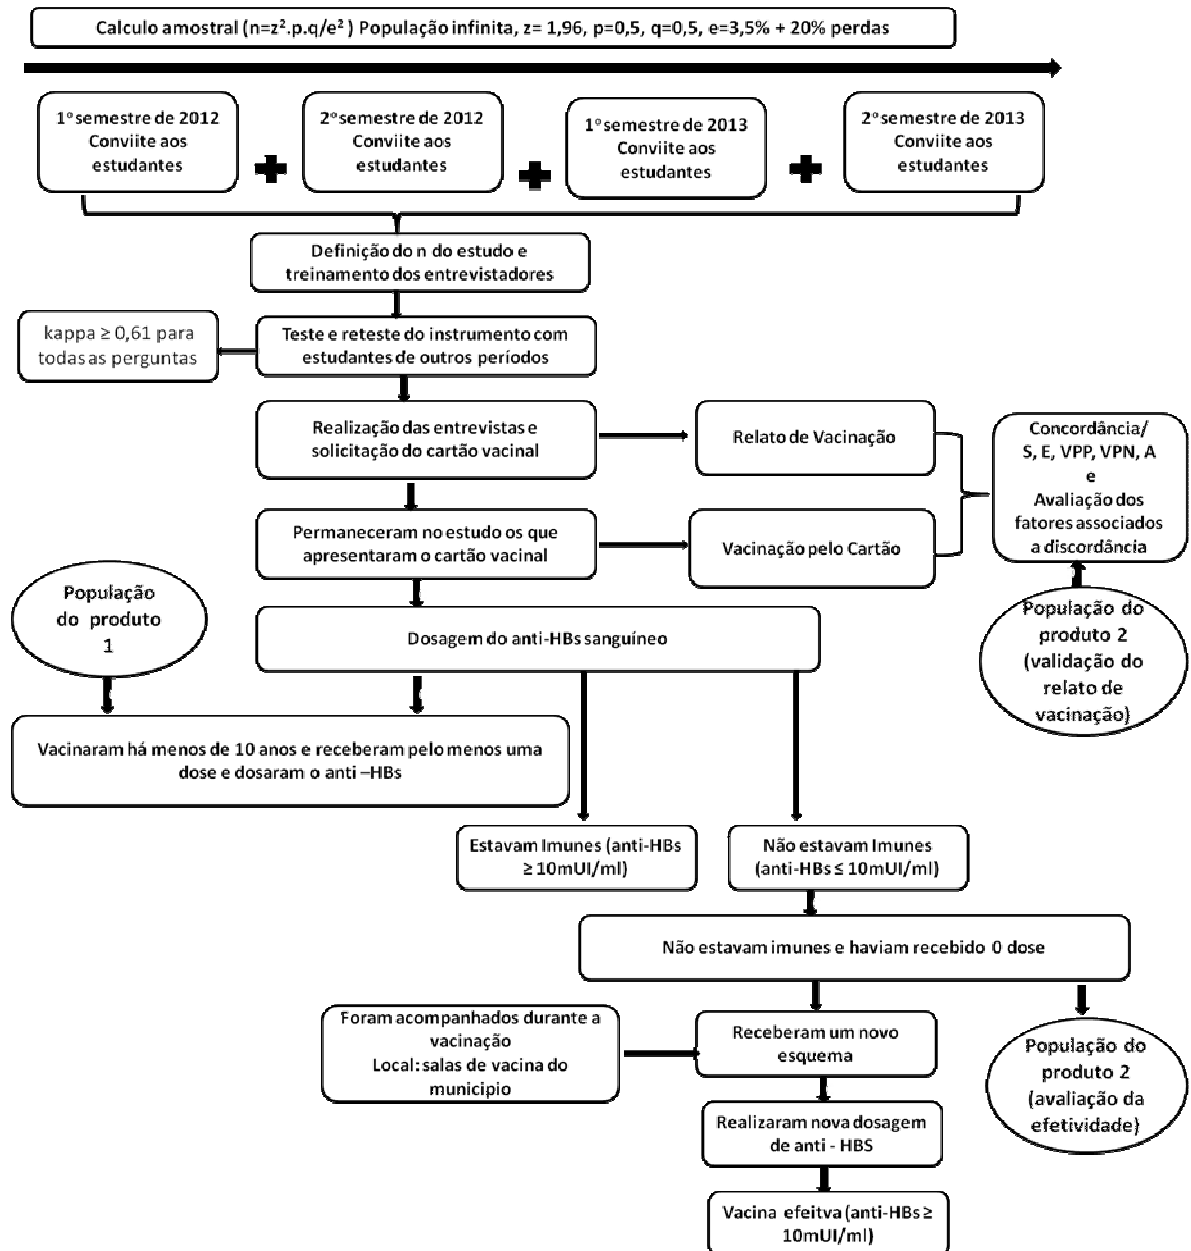 Calculo amostral (n=z².p.q/e² ) População infinita, z= 1,96, p=0,5, q=0,5, e=3,5% + 20% perdas
1º semestre de 2012
Conviite aos
estudantes
2º semestre de 2012
Conviite aos
estudantes
1º semestre de 2013
Conviite aos
estudantes
2º semestre de 2013
Conviite aos
estudantes
Definição do n do estudo e
treinamento dos entrevistadores
kappa ≥ 0,61 para
todas as perguntas
Teste e reteste do instrumento com
estudantes de outros períodos
Realização das entrevistas e
solicitação do cartão vacinal
Relato de Vacinação
Concordância/
S, E, VPP, VPN, A
e
Avaliação dos
fatores associados
a discordância
Permaneceram no estudo os que
apresentaram o cartão vacinal
Vacinação pelo Cartão
População
do produto
1
Dosagem do anti-HBs sanguíneo
População do
produto 2
(validação do
relato de
vacinação)
Vacinaram há menos de 10 anos e receberam pelo menos uma
dose e dosaram o anti –HBs
Estavam Imunes (anti-HBs
≥ 10mUI/ml)
Não estavam Imunes
(anti-HBs ≤ 10mUI/ml)
Não estavam imunes e haviam recebido 0 dose
Foram acompanhados durante a
vacinação
Local: salas de vacina do
municipio
Receberam um novo
esquema
População do
produto 2
(avaliação da
efetividade)
Realizaram nova dosagem
de anti - HBS
Vacina efeitva (anti-HBs ≥
10mUI/ml)